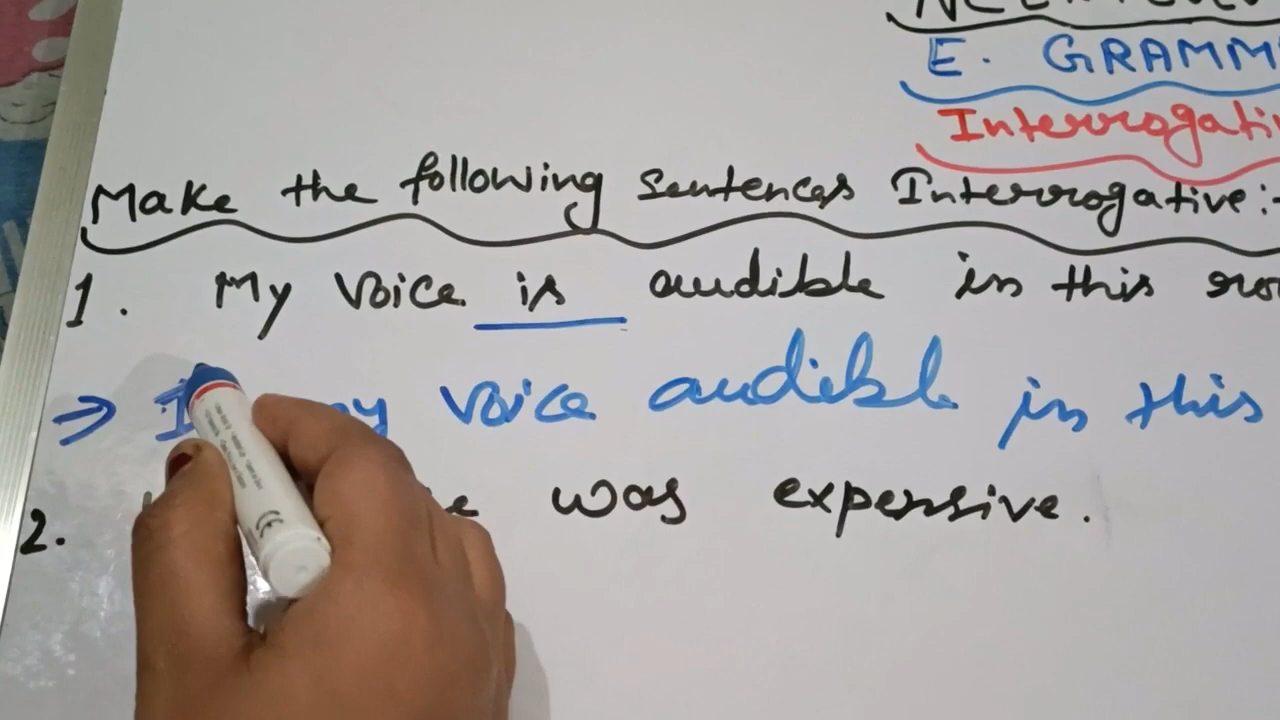 E. GRAMM
Interrogati
Make the following Sentences Interrogative:-
1. My voice is audible in this
→ my voice audible in this
2. was expensive.